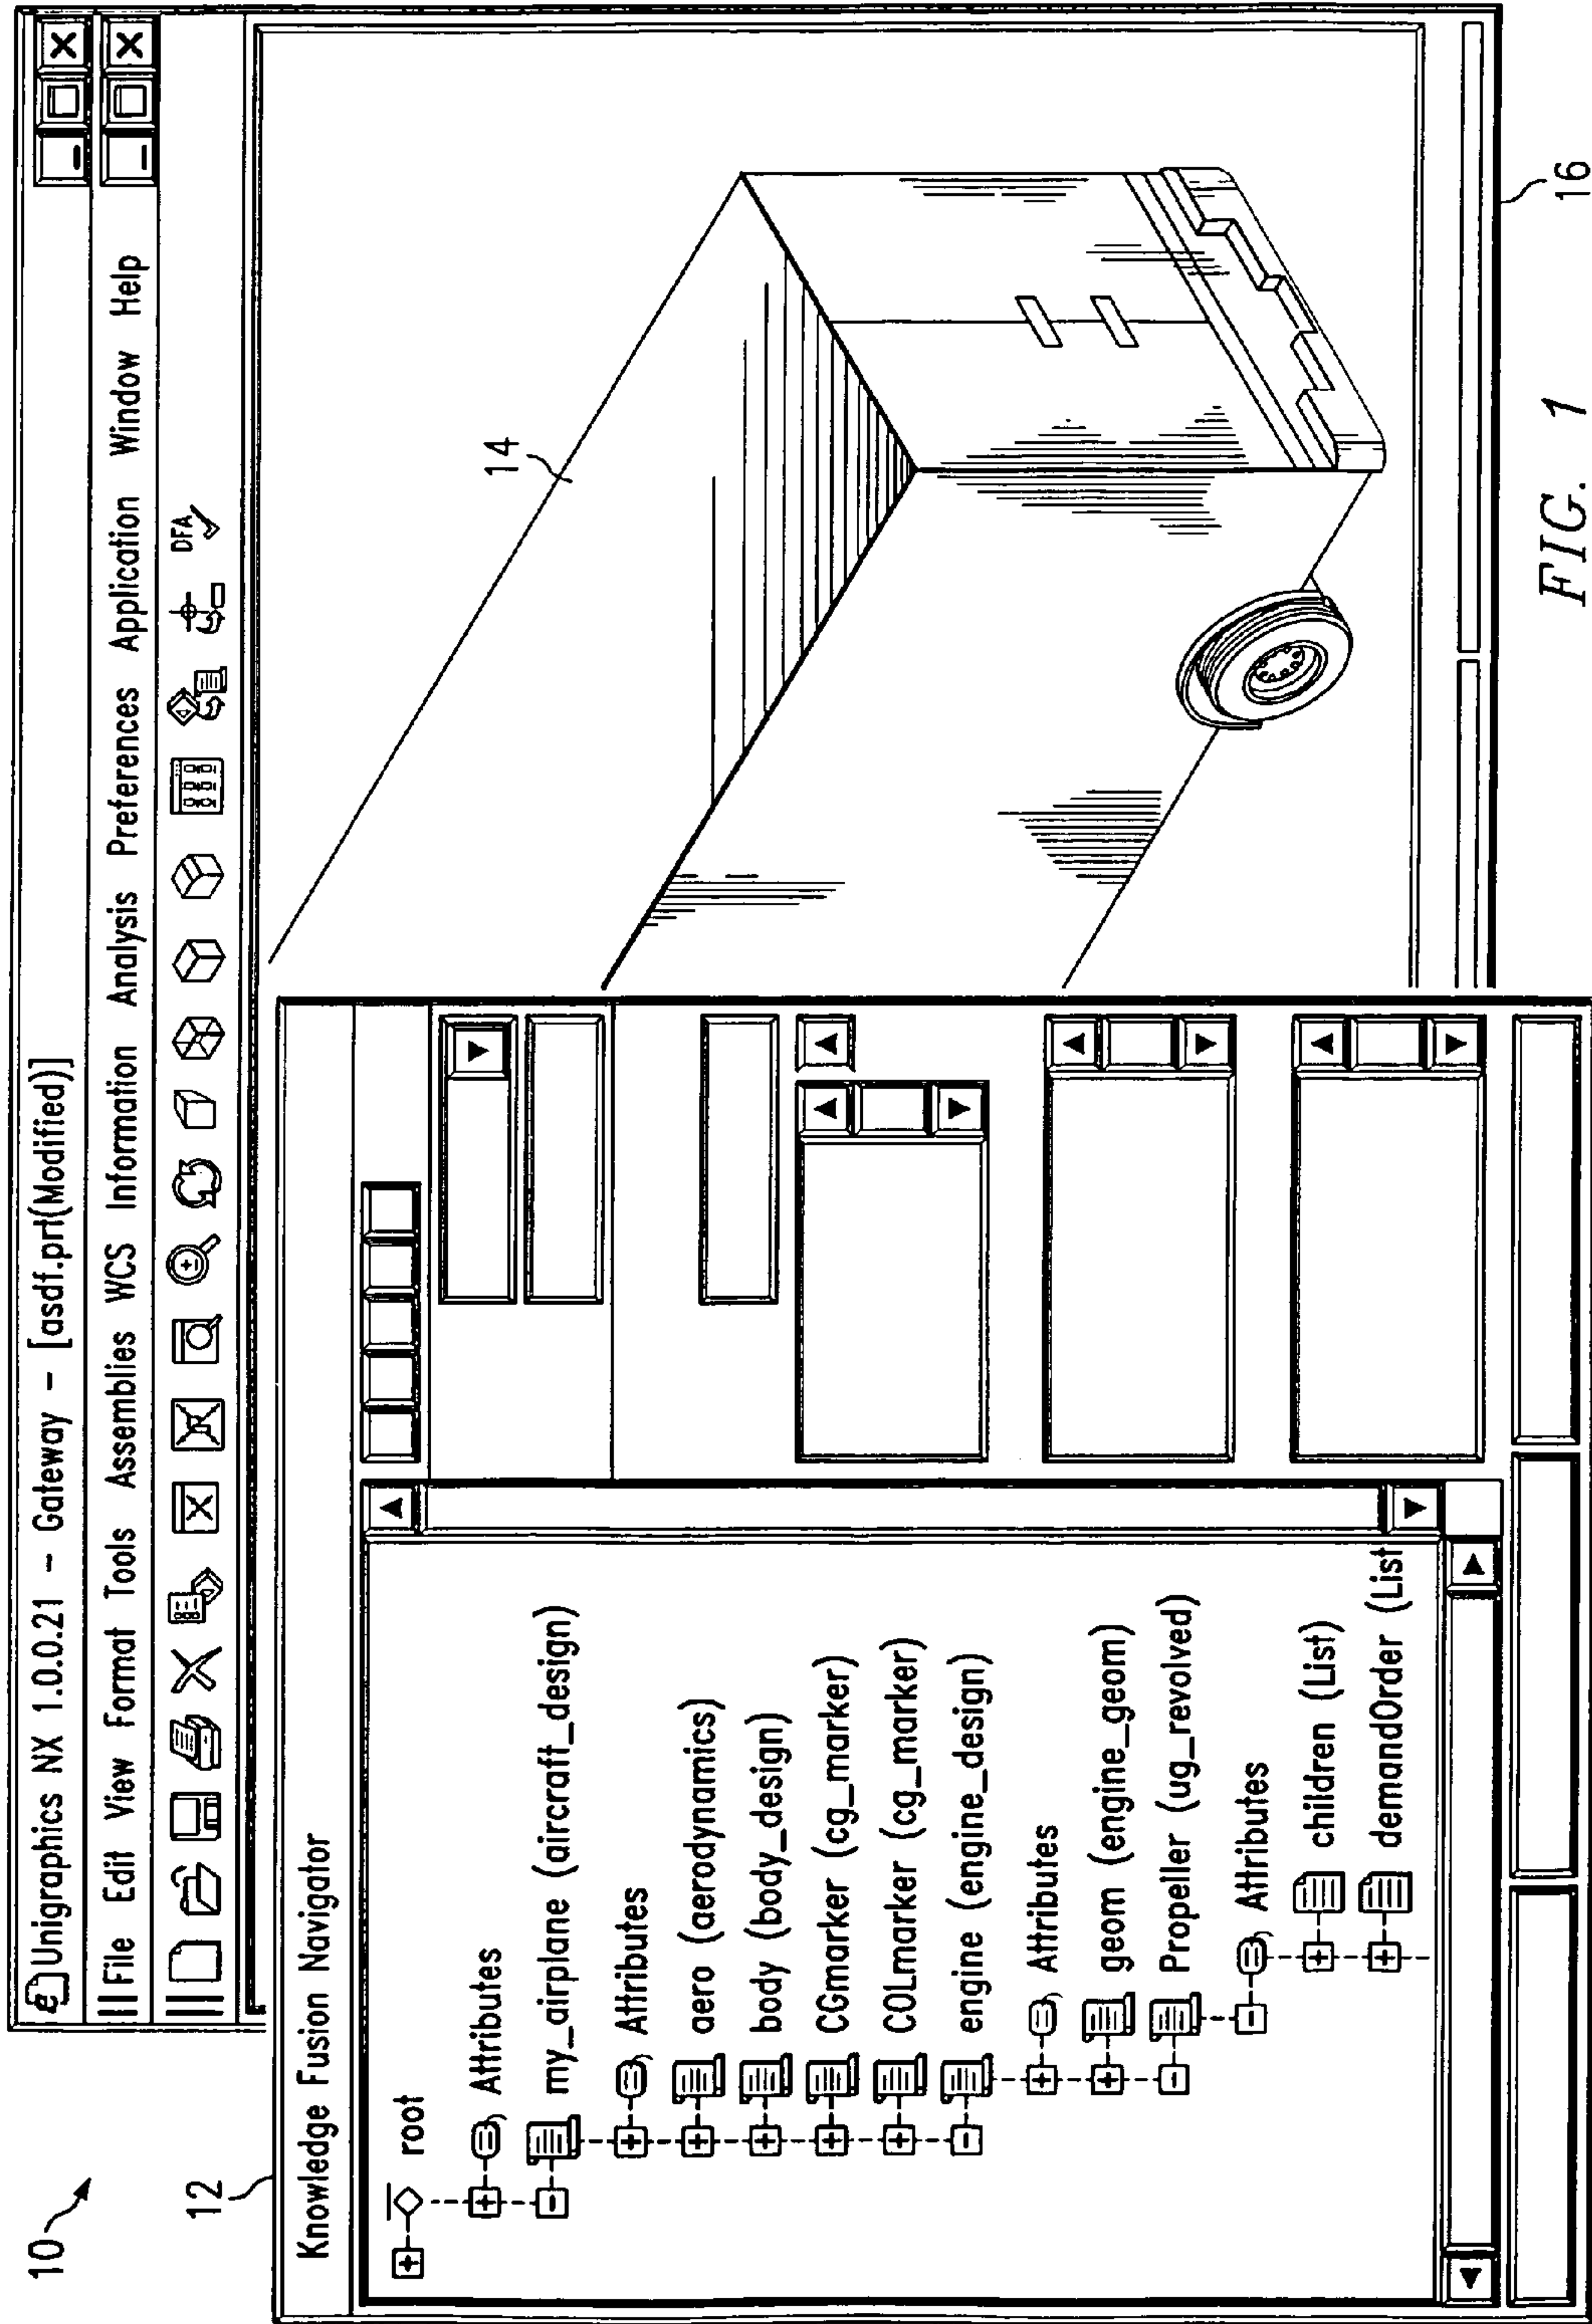 10
Unigraphics NX 1.0.0.21 - Gateway - [asdf.prt(Modified)]
File Edit View Format Tools Assemblies WCS Information Analysis Preferences Application Window Help
DFA
12
Knowledge Fusion Navigator
root
Attributes
my_airplane (aircraft_design)
Attributes
aero (aerodynamics)
body (body_design)
CGmarker (cg_marker)
COLmarker (cg_marker)
engine (engine_design)
Attributes
geom (engine_geom)
Propeller (ug_revolved)
Attributes
children (List)
demandOrder (List
14
16
FIG. 1